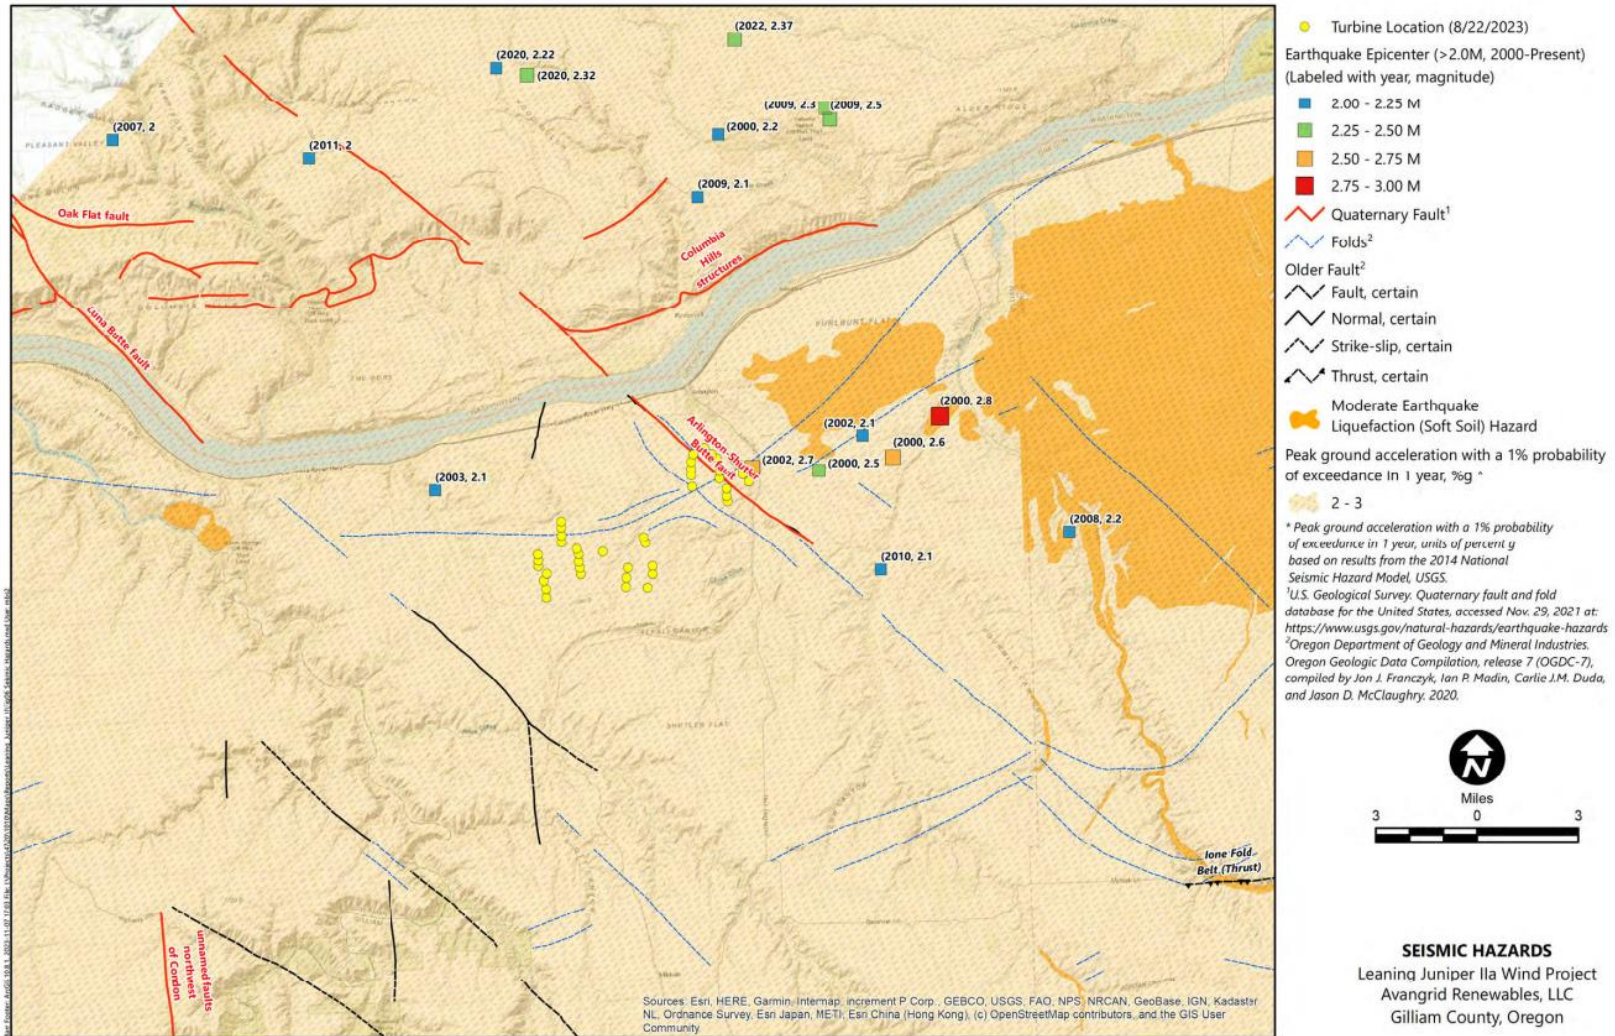 (2022, 2.37
(2020, 2.22
(2020, 2.32
(2009, 2.3
(2009, 2.5
(2000, 2.2
(2007, 2
PLEASANT VALLEY
(2011, 2
(2009, 2.1
WASHINGTON
Oak Flat fault
Columbia
Hills
structures
Luna Butte fault
(2000, 2.8
Arlington-Shutler
Butte fault
(2002, 2.1
(2000, 2.6
(2002, 2.7
(2000, 2.5
(2003, 2.1
(2008, 2.2
(2010, 2.1
SHUTLER FLAT
Ione Fold
Belt (Thrust)
unnamed faults
northwest
of Condon
Sources: Esri, HERE, Garmin, Intermap, increment P Corp., GEBCO, USGS, FAO, NPS, NRCAN, GeoBase, IGN, Kadaster
NL, Ordnance Survey, Esri Japan, METI, Esri China (Hong Kong), (c) OpenStreetMap contributors, and the GIS User
Community
Turbine Location (8/22/2023)
Earthquake Epicenter (>2.0M, 2000-Present)
(Labeled with year, magnitude)
2.00 - 2.25 M
2.25 - 2.50 M
2.50 - 2.75 M
2.75 - 3.00 M
Quaternary Fault¹
Folds²
Older Fault²
Fault, certain
Normal, certain
Strike-slip, certain
Thrust, certain
Moderate Earthquake
Liquefaction (Soft Soil) Hazard
Peak ground acceleration with a 1% probability
of exceedance in 1 year, %g *
2 - 3
* Peak ground acceleration with a 1% probability
of exceedance in 1 year, units of percent g
based on results from the 2014 National
Seismic Hazard Model, USGS.
¹U.S. Geological Survey. Quaternary fault and fold
database for the United States, accessed Nov. 29, 2021 at:
https://www.usgs.gov/natural-hazards/earthquake-hazards
²Oregon Department of Geology and Mineral Industries.
Oregon Geologic Data Compilation, release 7 (OGDC-7),
compiled by Jon J. Franczyk, Ian P. Madin, Carlie J.M. Duda,
and Jason D. McClaughry. 2020.
N
Miles
3 0 3
SEISMIC HAZARDS
Leaning Juniper IIa Wind Project
Avangrid Renewables, LLC
Gilliam County, Oregon